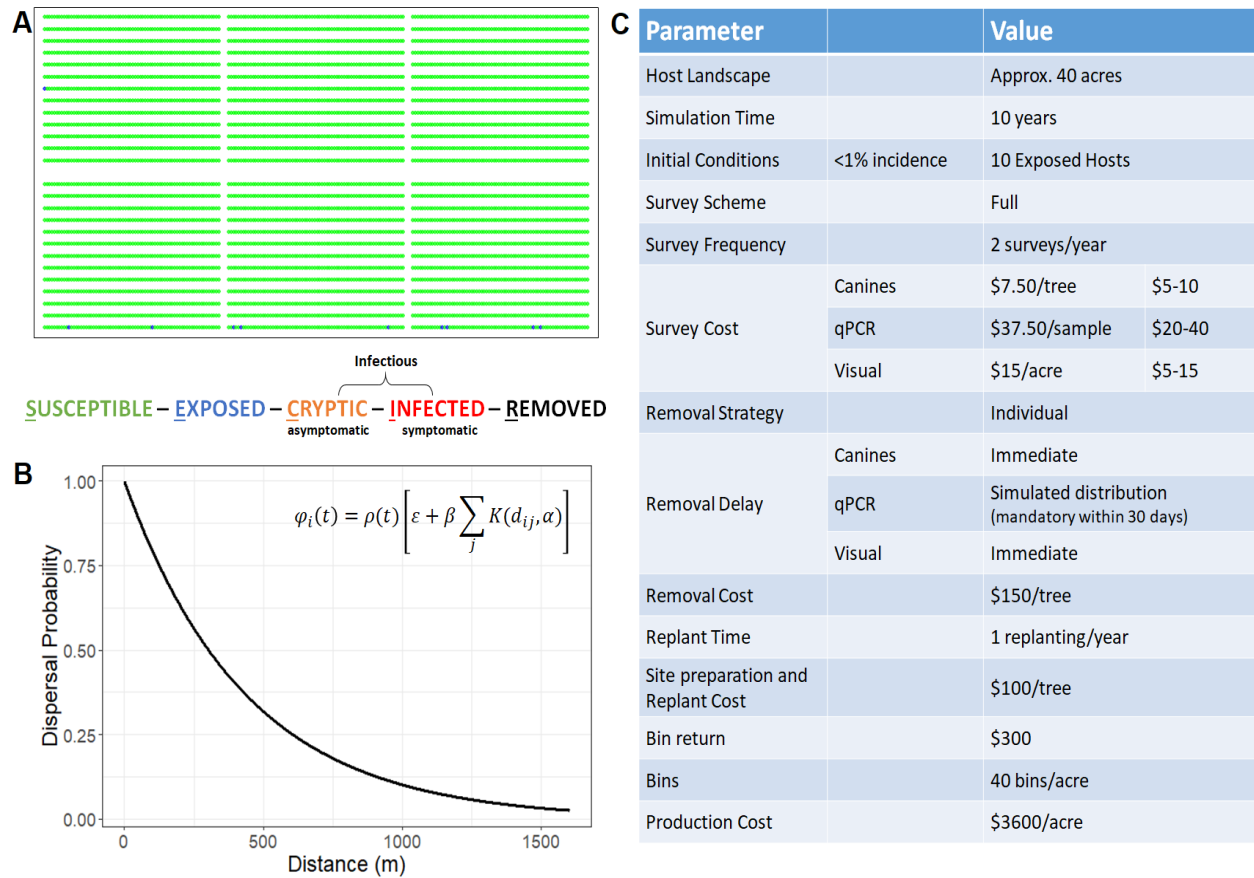 A
Infectious
SUSCEPTIBLE – EXPOSED – CRYPTIC – INFECTED – REMOVED
asymptomatic symptomatic
B
1.00
0.75
0.50
0.25
0.00
Dispersal Probability
φᵢ(t) = ρ(t) [ε + β ∑ⱼ K(dᵢⱼ, α)]
0 500 1000 1500
Distance (m)
C
Parameter Value
Host Landscape Approx. 40 acres
Simulation Time 10 years
Initial Conditions <1% incidence 10 Exposed Hosts
Survey Scheme Full
Survey Frequency 2 surveys/year
Survey Cost
Canines $7.50/tree $5-10
qPCR $37.50/sample $20-40
Visual $15/acre $5-15
Removal Strategy Individual
Removal Delay
Canines Immediate
qPCR Simulated distribution
(mandatory within 30 days)
Visual Immediate
Removal Cost $150/tree
Replant Time 1 replanting/year
Site preparation and
Replant Cost $100/tree
Bin return $300
Bins 40 bins/acre
Production Cost $3600/acre